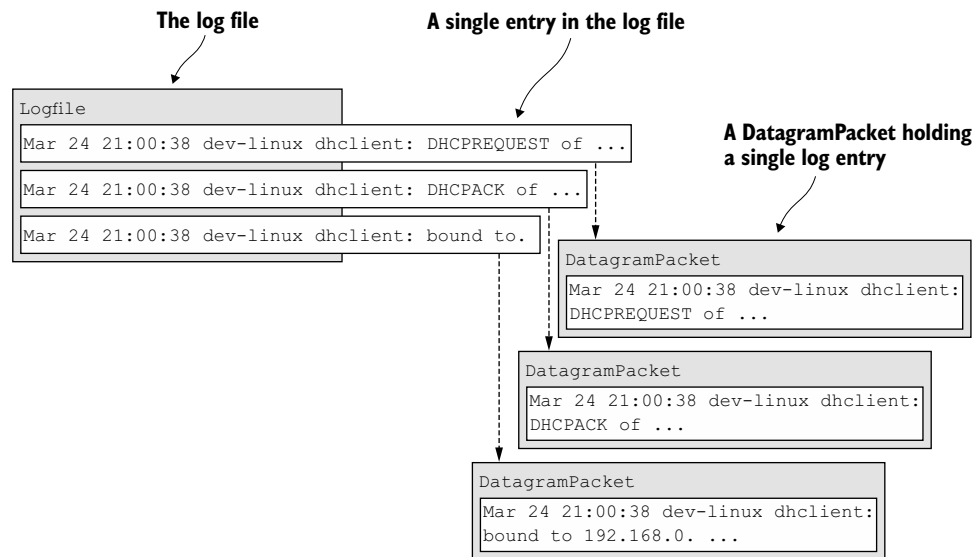 The log file
A single entry in the log file
Logfile
Mar 24 21:00:38 dev-linux dhclient: DHCPREQUEST of ...
Mar 24 21:00:38 dev-linux dhclient: DHCPACK of ...
Mar 24 21:00:38 dev-linux dhclient: bound to.
A DatagramPacket holding
a single log entry
DatagramPacket
Mar 24 21:00:38 dev-linux dhclient:
DHCPREQUEST of ...
DatagramPacket
Mar 24 21:00:38 dev-linux dhclient:
DHCPACK of ...
DatagramPacket
Mar 24 21:00:38 dev-linux dhclient:
bound to 192.168.0. ...